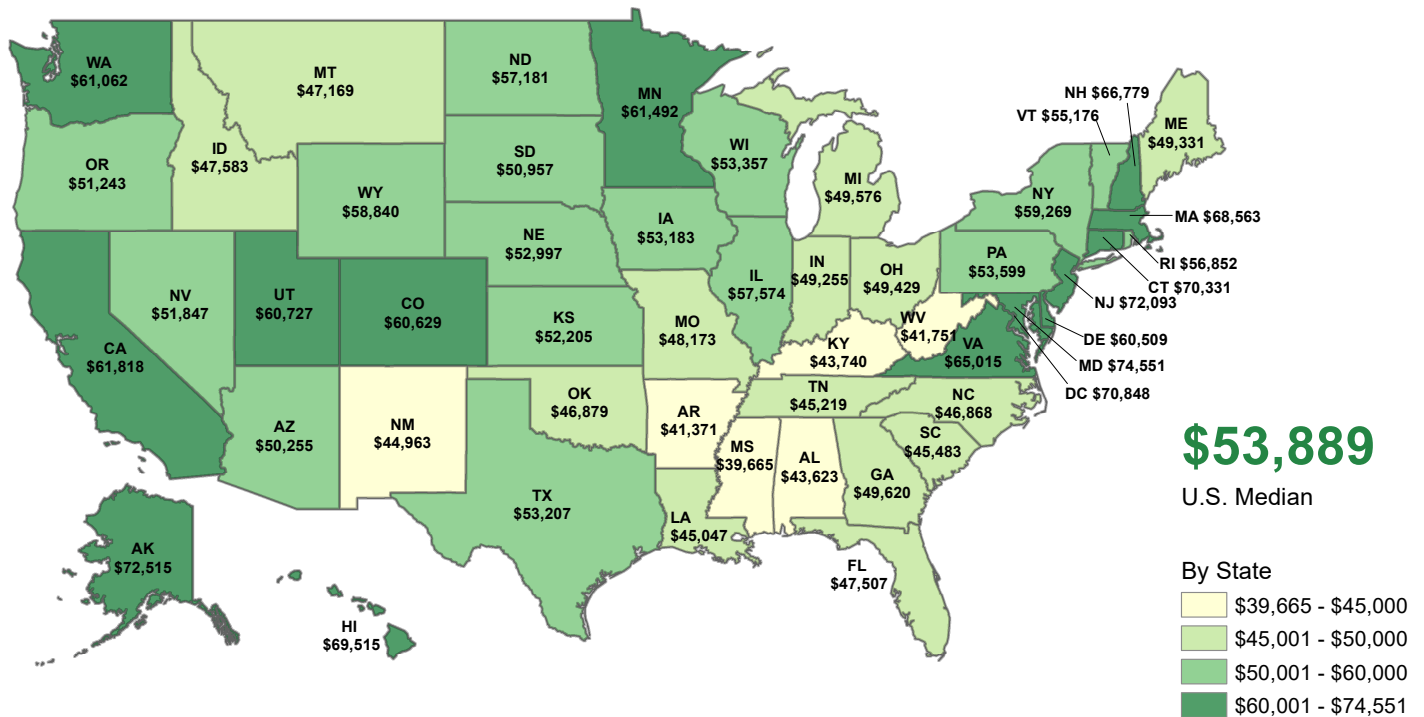 WA
$61,062
MT
$47,169
ND
$57,181
MN
$61,492
NH $66,779
VT $55,176
ME
$49,331
OR
$51,243
ID
$47,583
SD
$50,957
WI
$53,357
MI
$49,576
NY
$59,269
MA $68,563
WY
$58,840
IA
$53,183
NE
$52,997
PA
$53,599
RI $56,852
CT $70,331
NJ $72,093
NV
$51,847
UT
$60,727
CO
$60,629
IL
$57,574
IN
$49,255
OH
$49,429
DE $60,509
MD $74,551
DC $70,848
KS
$52,205
MO
$48,173
WV
$41,751
VA
$65,015
CA
$61,818
KY
$43,740
TN
$45,219
NC
$46,868
OK
$46,879
AR
$41,371
AZ
$50,255
NM
$44,963
SC
$45,483
MS
$39,665
AL
$43,623
GA
$49,620
TX
$53,207
LA
$45,047
FL
$47,507
AK
$72,515
HI
$69,515
$53,889
U.S. Median
By State
$39,665 - $45,000
$45,001 - $50,000
$50,001 - $60,000
$60,001 - $74,551